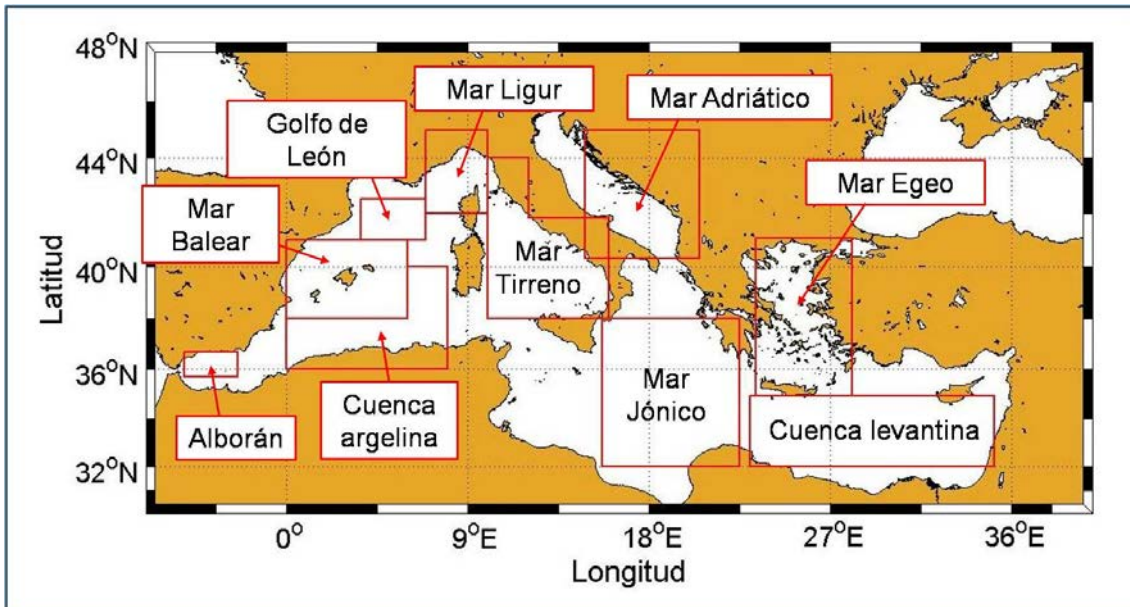 48°N
44°N
40°N
36°N
32°N
Latitud
Mar Ligur
Mar Adriático
Golfo de
León
Mar Egeo
Mar
Balear
Mar
Tirreno
Mar
Jónico
Alborán
Cuenca
argelina
Cuenca levantina
0°
9°E
18°E
27°E
36°E
Longitud